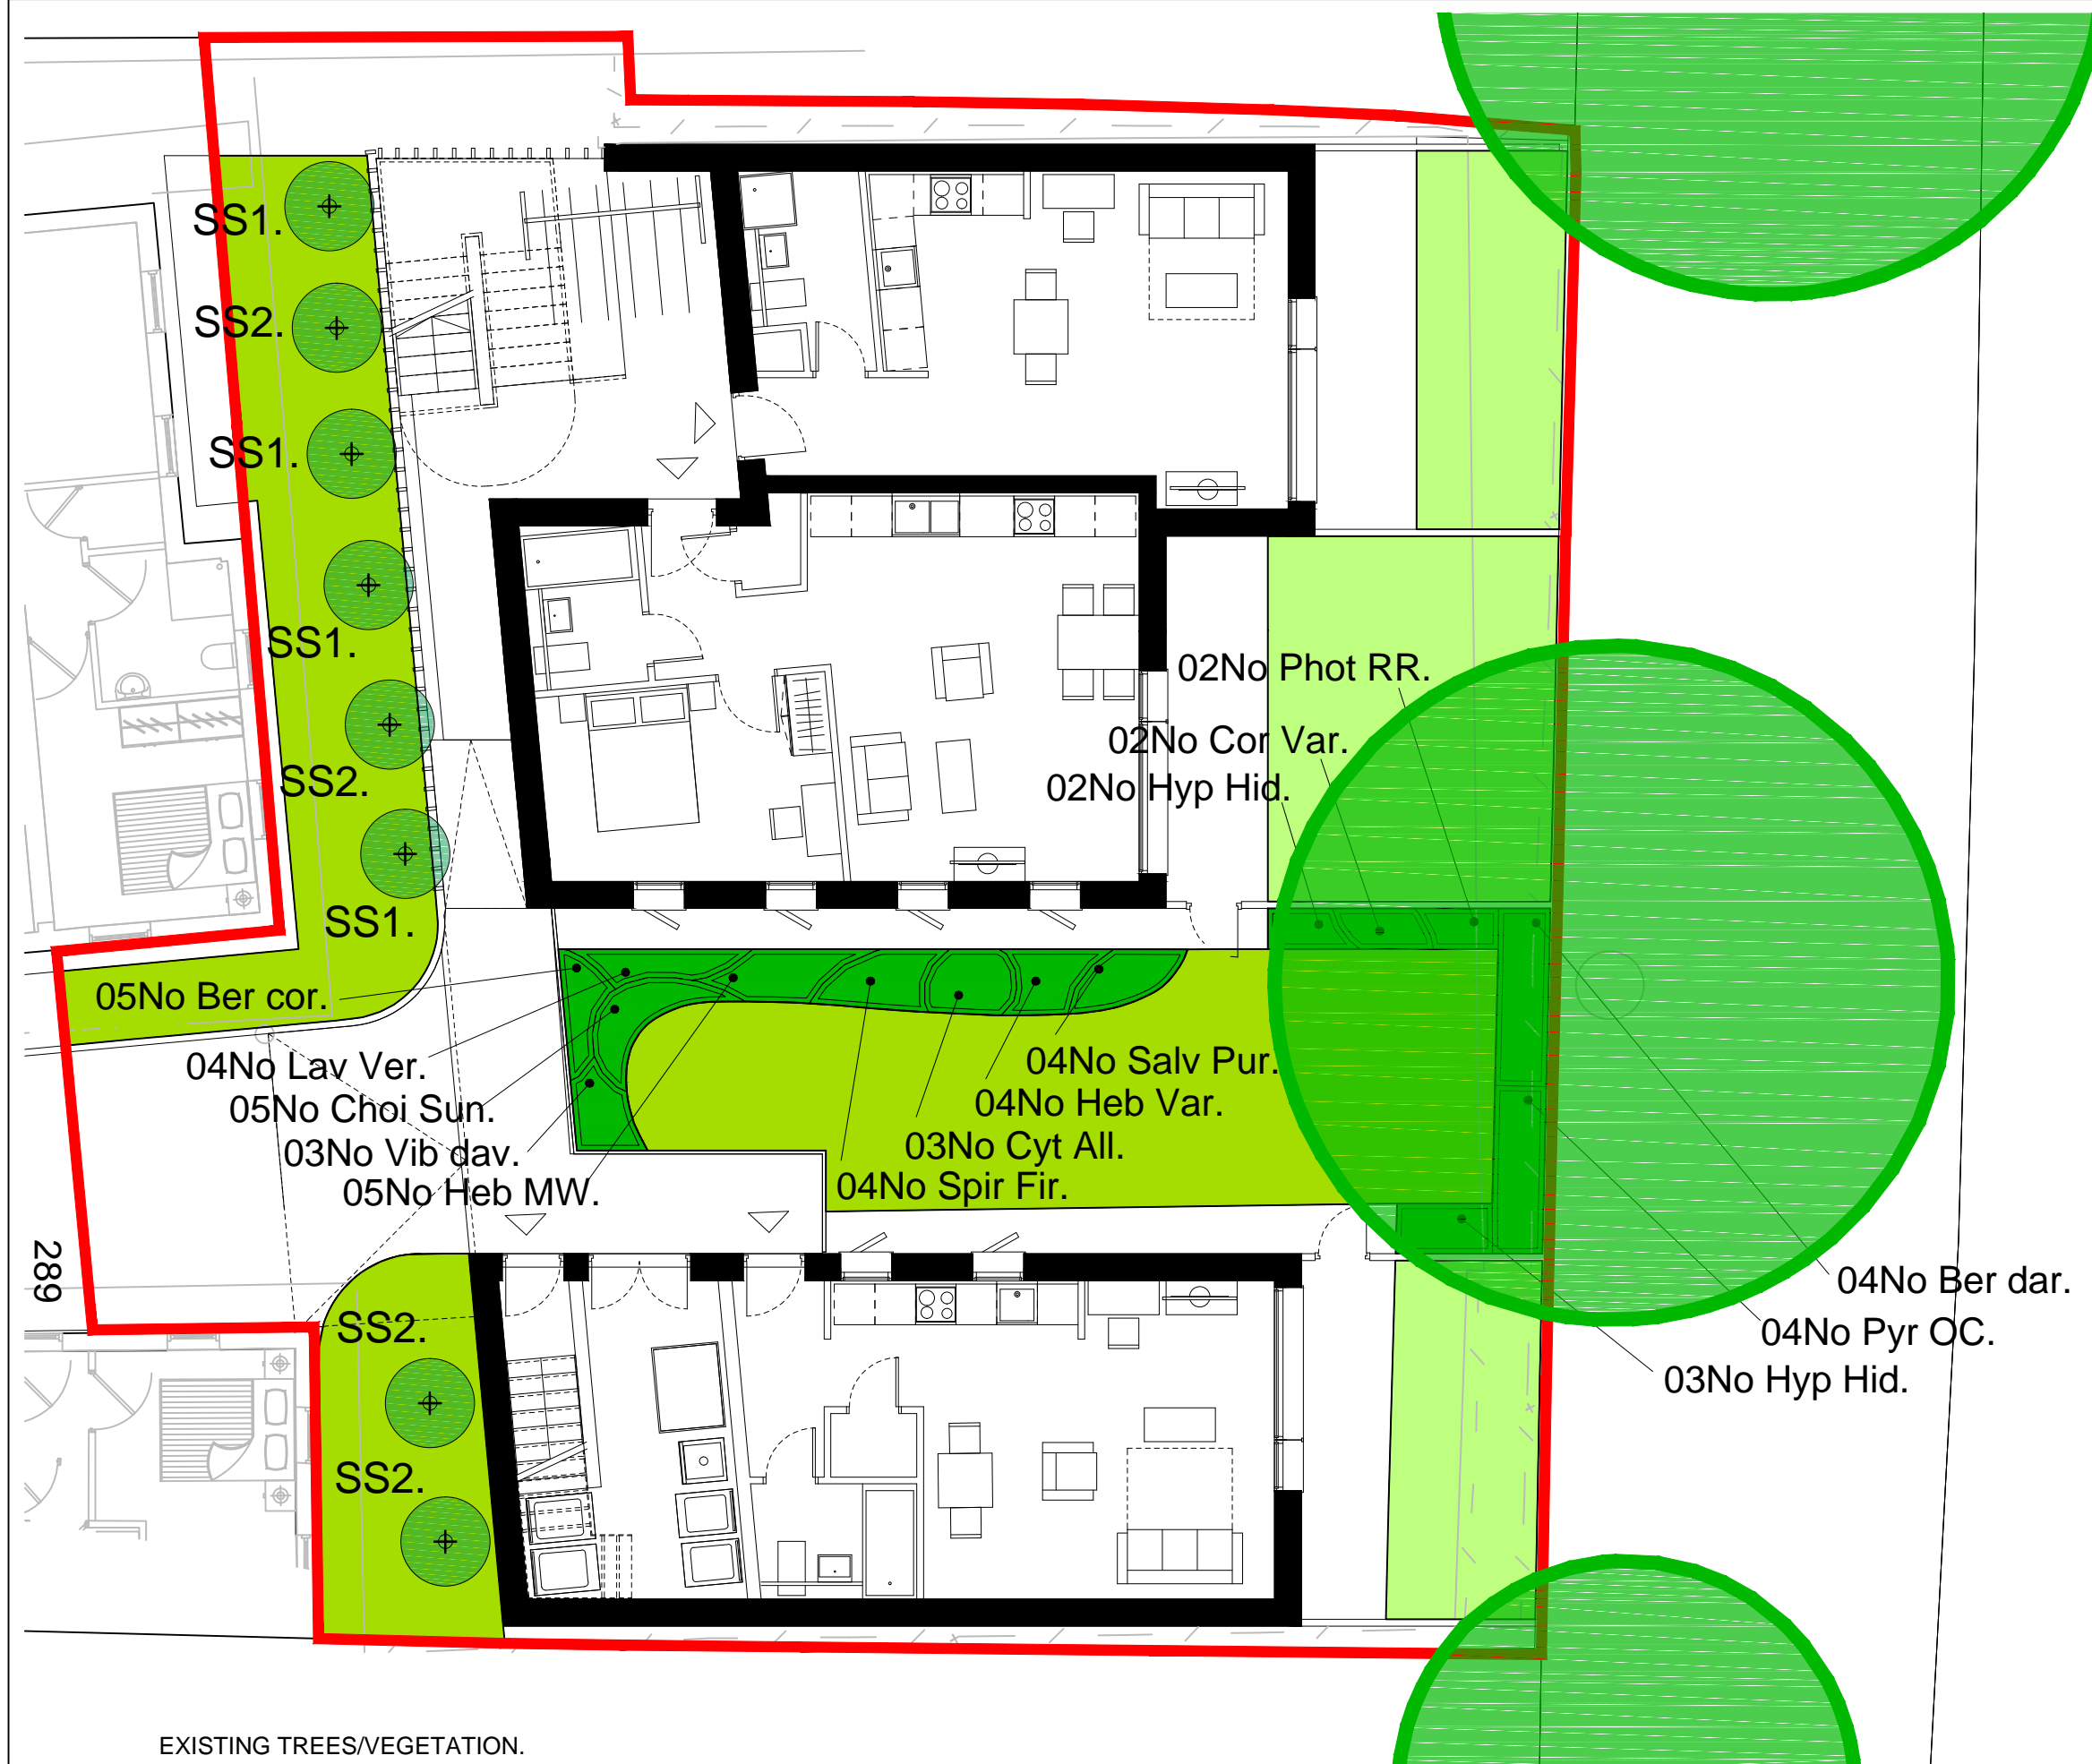 SS1.
SS2.
SS1.
SS1.
SS2.
SS1.
02No Phot RR.
02No Cor Var.
02No Hyp Hid.
05No Ber cor.
04No Lav Ver.
05No Choi Sun.
03No Vib dav.
05No Heb MW.
04No Salv Pur.
04No Heb Var.
03No Cyt All.
04No Spir Fir.
289
SS2.
SS2.
04No Ber dar.
04No Pyr OC.
03No Hyp Hid.
EXISTING TREES/VEGETATION.